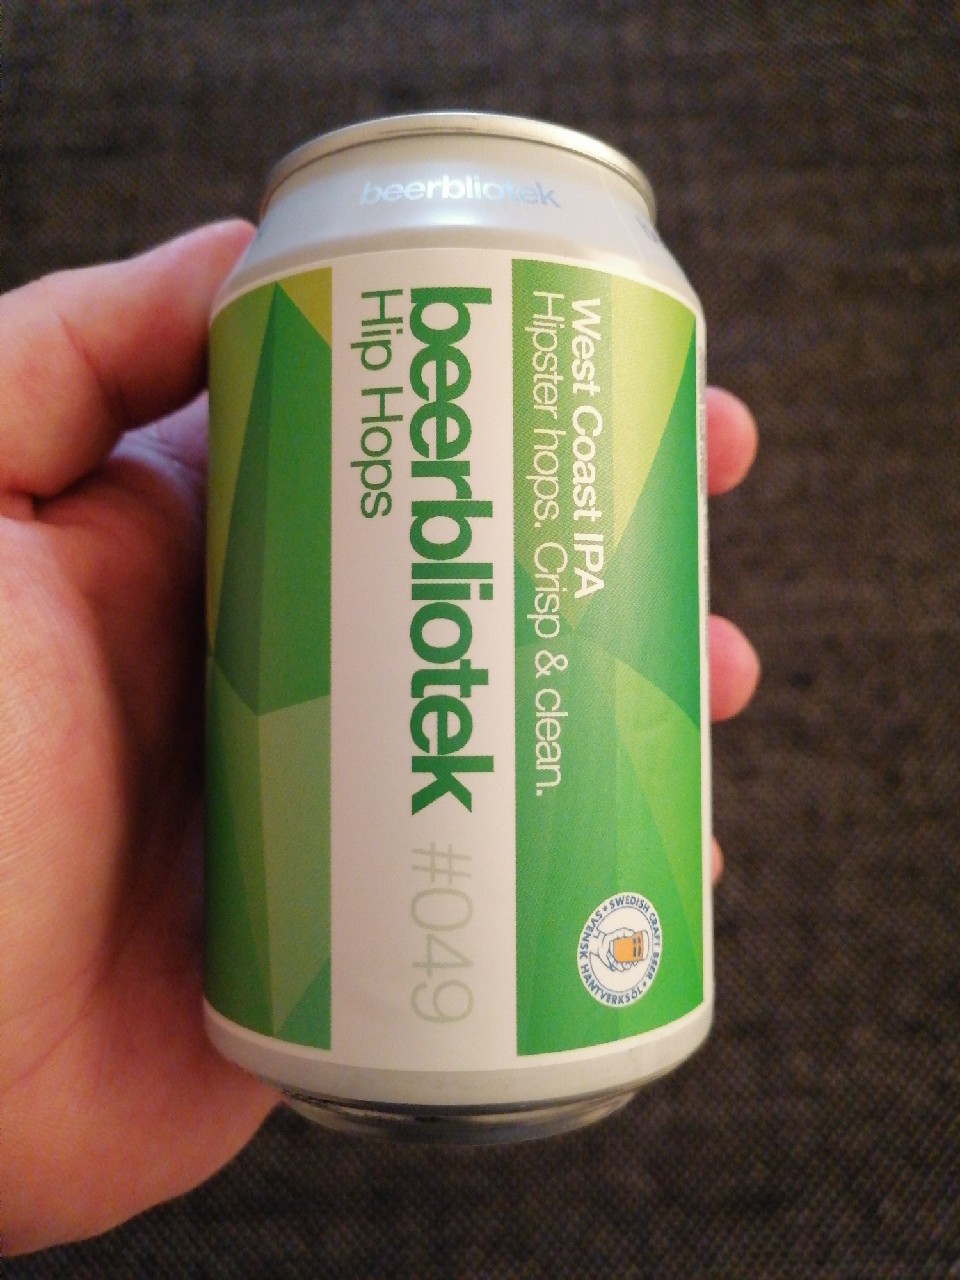 beerbliotek
West Coast IPA
Hipster hops. Crisp & clean.
beerbliotek #049
Hip Hops
SWEDISH CRAFT BEER
SVENSK HANTVERKSÖL